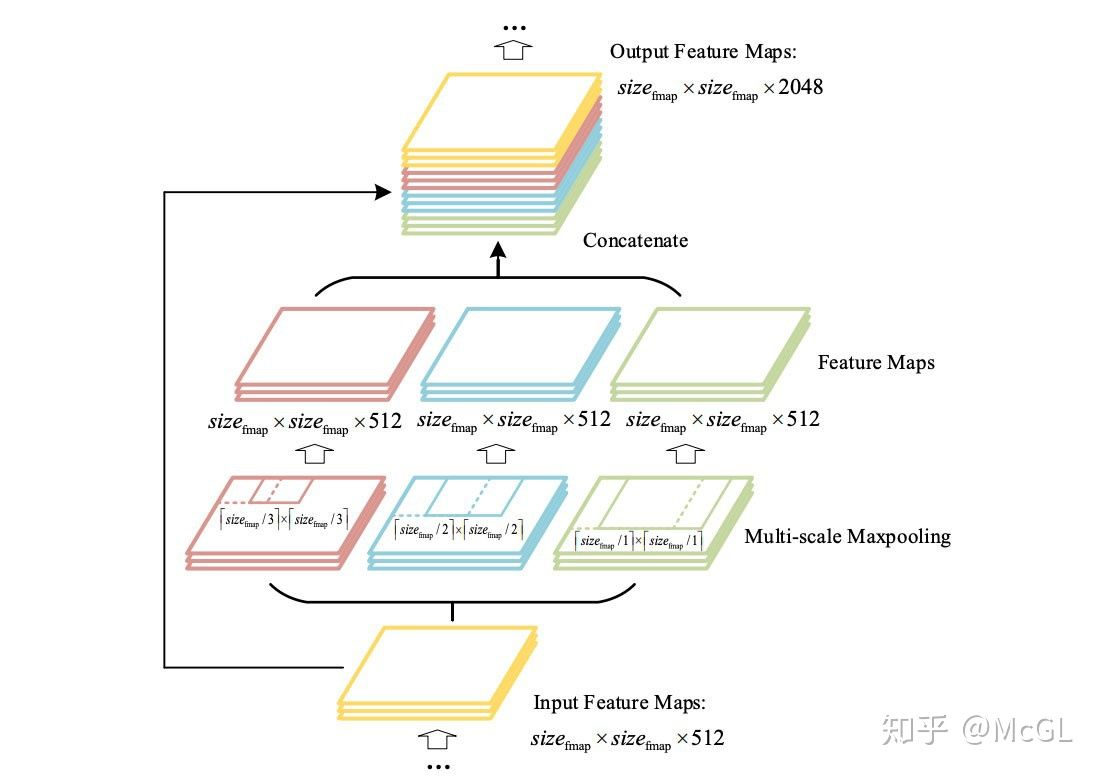 ...
Output Feature Maps:
size_fmap × size_fmap × 2048
Concatenate
Feature Maps
size_fmap × size_fmap × 512 size_fmap × size_fmap × 512 size_fmap × size_fmap × 512
⌈size_fmap / 3⌉×⌈size_fmap / 3⌉ ⌈size_fmap / 2⌉×⌈size_fmap / 2⌉ ⌈size_fmap / 1⌉×⌈size_fmap / 1⌉
Multi-scale Maxpooling
Input Feature Maps:
size_fmap × size_fmap × 512
...
知乎 @McGL